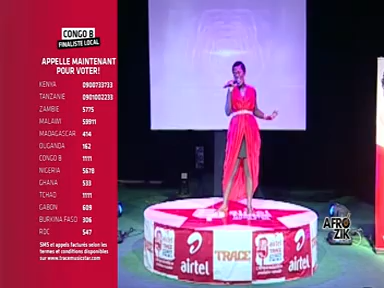 CONGO B
FINALISTE LOCAL
APPELLE MAINTENANT
POUR VOTER!
KENYA 0900733733
TANZANIE 0901002233
ZAMBIE 5775
MALAWI 59911
MADAGASCAR 414
OUGANDA 162
CONGO B 1111
NIGERIA 5678
GHANA 533
TCHAD 1111
GABON 609
BURKINA FASO 306
RDC 547
SMS et appels facturés selon les
termes et conditions disponibles
sur www.tracemusicstar.com
AFRO
ZIK
airtel
TRACE
airtel